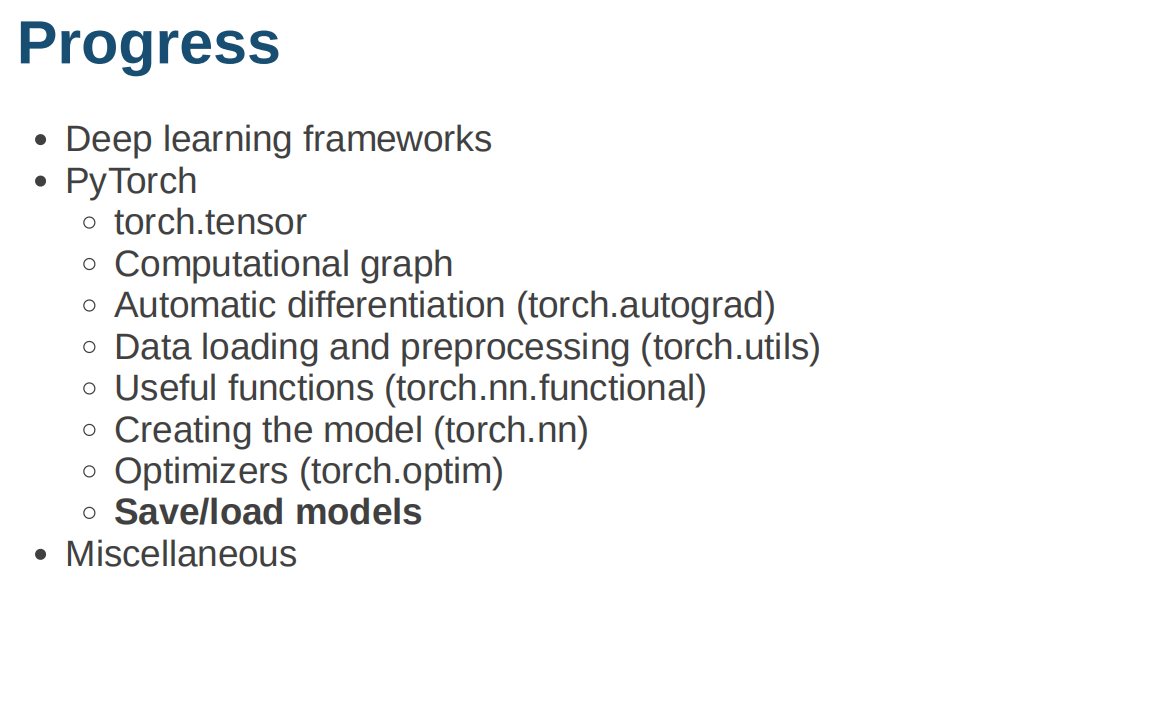 Progress
Deep learning frameworks
PyTorch
torch.tensor
Computational graph
Automatic differentiation (torch.autograd)
Data loading and preprocessing (torch.utils)
Useful functions (torch.nn.functional)
Creating the model (torch.nn)
Optimizers (torch.optim)
Save/load models
Miscellaneous